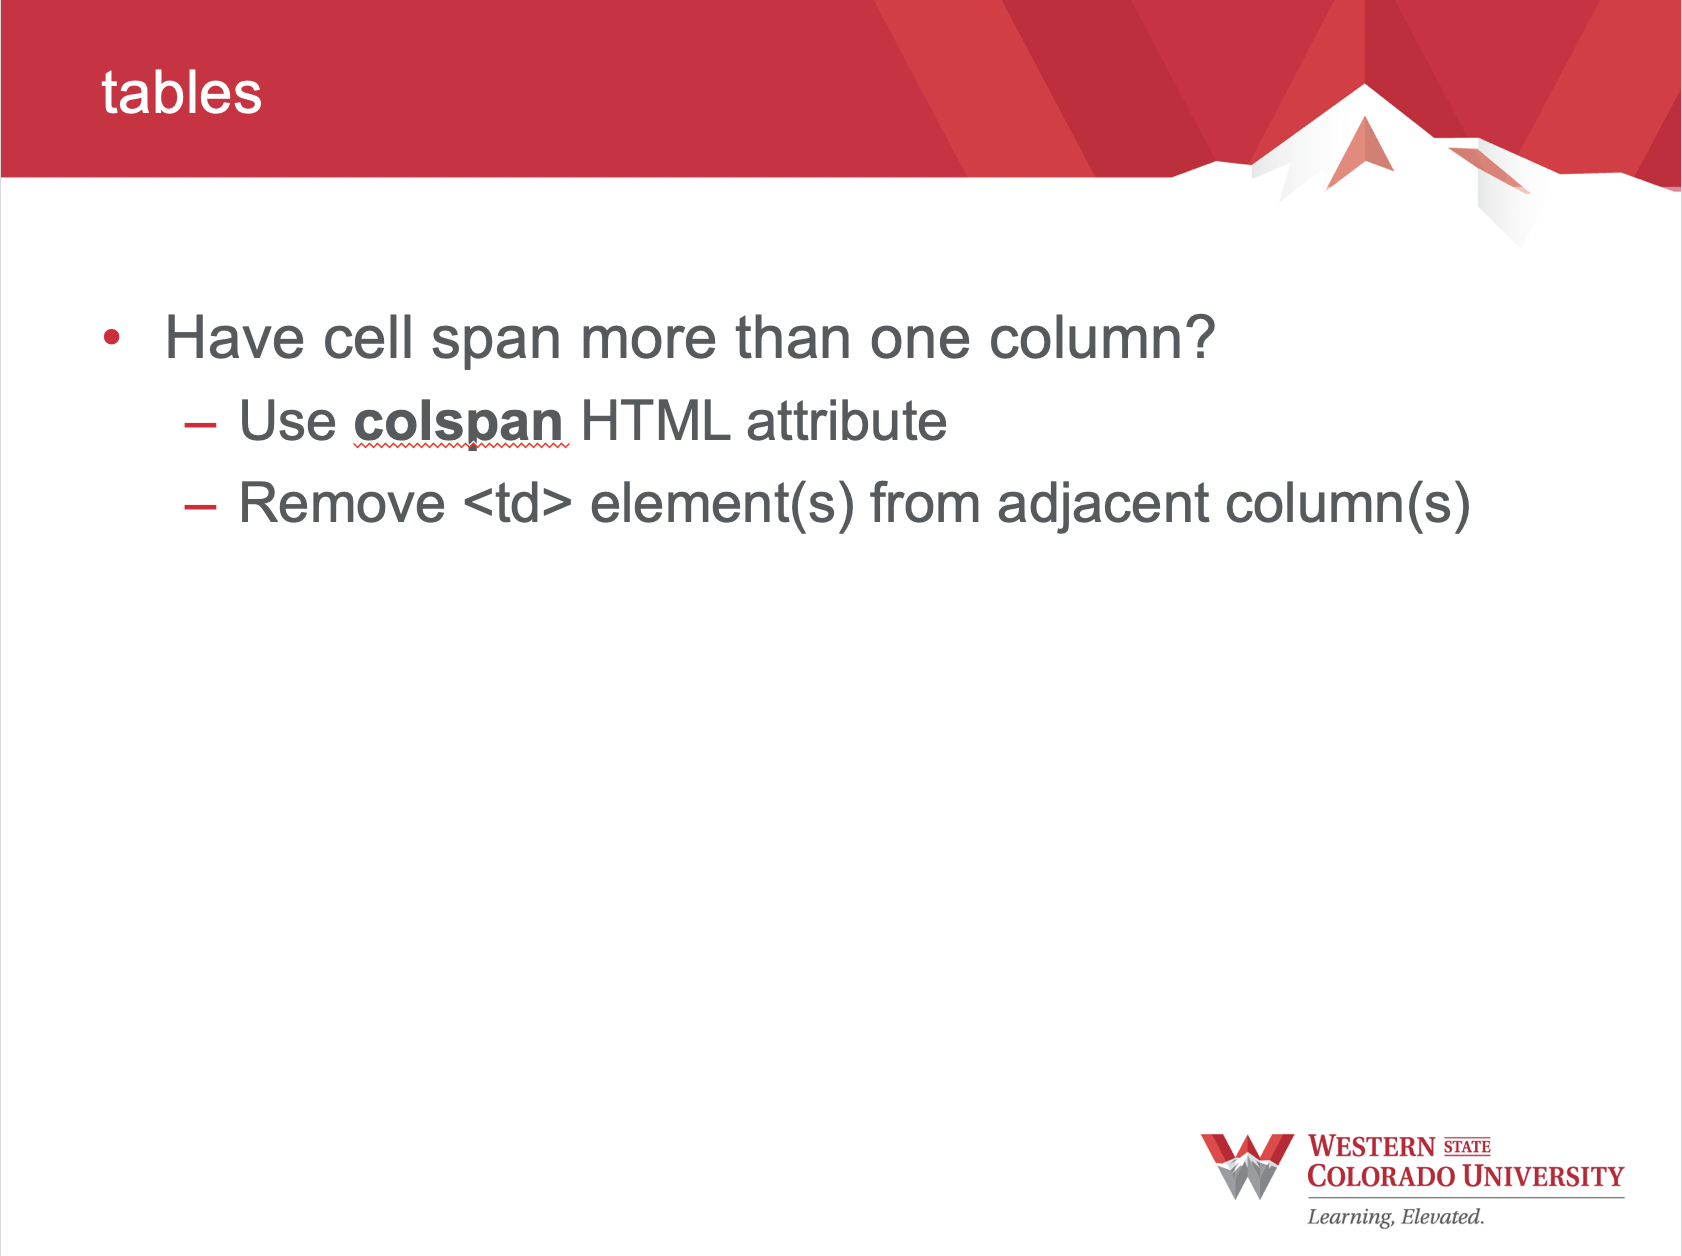 tables
• Have cell span more than one column?
– Use colspan HTML attribute
– Remove <td> element(s) from adjacent column(s)
WESTERN STATE
COLORADO UNIVERSITY
Learning, Elevated.